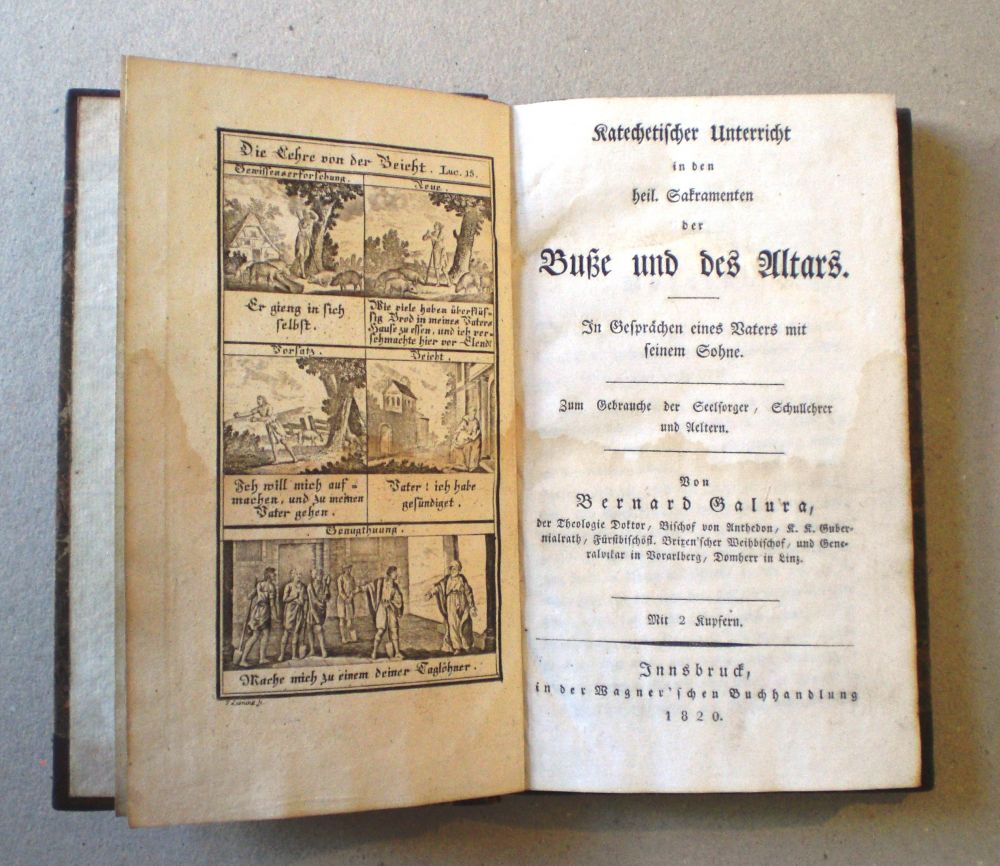 Die Lehre von der Beicht. Luc. 15.
Gewissenserforschung.
Er gieng in sich
selbst.
Reue.
Wie viele haben überflüs-
sig Brod in meines Vaters
Hause zu essen, und ich ver-
schmachte hier vor Elend!
Vorsatz.
Ich will mich auf-
machen, und zu meinen
Vater gehen.
Beicht.
Vater! ich habe
gesündiget.
Genugthuung.
Mache mich zu einem deiner Taglöhner.
Katechetischer Unterricht
in den
heil. Sakramenten
der
Buße und des Altars.
In Gesprächen eines Vaters mit
seinem Sohne.
Zum Gebrauche der Seelsorger, Schullehrer
und Aeltern.
Von
Bernard Galura,
der Theologie Doktor, Bischof von Anthedon, K. K. Guber-
nialrath, Fürstbischöfl. Brixen'scher Weihbischof, und Gene-
ralvikar in Vorarlberg, Domherr in Linz.
Mit 2 Kupfern.
Innsbruck,
in der Wagner'schen Buchhandlung
1820.